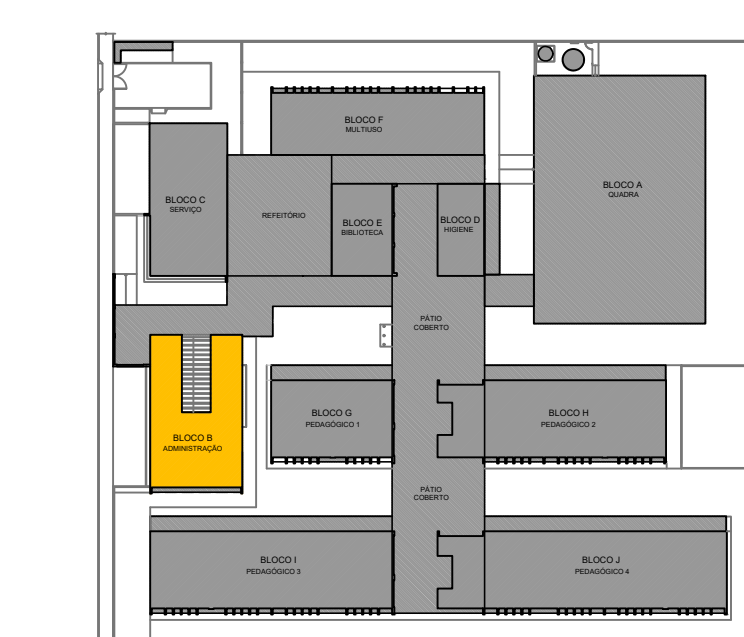 BLOCO F
MULTIUSO
BLOCO A
QUADRA
BLOCO C
SERVIÇO
REFEITÓRIO
BLOCO E
BIBLIOTECA
BLOCO D
HIGIENE
PÁTIO
COBERTO
BLOCO G
PEDAGÓGICO 1
BLOCO H
PEDAGÓGICO 2
BLOCO B
ADMINISTRAÇÃO
PÁTIO
COBERTO
BLOCO I
PEDAGÓGICO 3
BLOCO J
PEDAGÓGICO 4